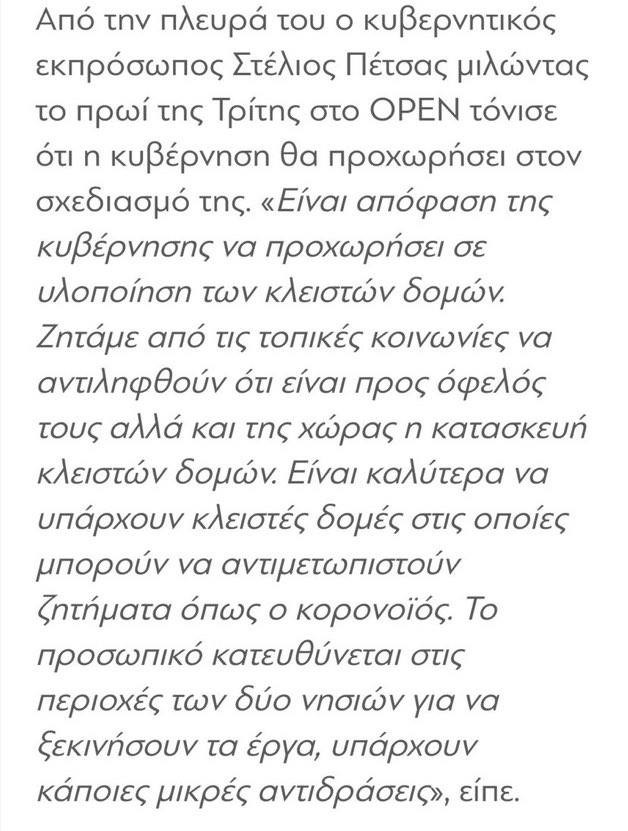 Από την πλευρά του ο κυβερνητικός
εκπρόσωπος Στέλιος Πέτσας μιλώντας
το πρωί της Τρίτης στο OPEN τόνισε
ότι η κυβέρνηση θα προχωρήσει στον
σχεδιασμό της. «Είναι απόφαση της
κυβέρνησης να προχωρήσει σε
υλοποίηση των κλειστών δομών.
Ζητάμε από τις τοπικές κοινωνίες να
αντιληφθούν ότι είναι προς όφελός
τους αλλά και της χώρας η κατασκευή
κλειστών δομών. Είναι καλύτερα να
υπάρχουν κλειστές δομές στις οποίες
μπορούν να αντιμετωπιστούν
ζητήματα όπως ο κορονοϊός. Το
προσωπικό κατευθύνεται στις
περιοχές των δύο νησιών για να
ξεκινήσουν τα έργα, υπάρχουν
κάποιες μικρές αντιδράσεις», είπε.